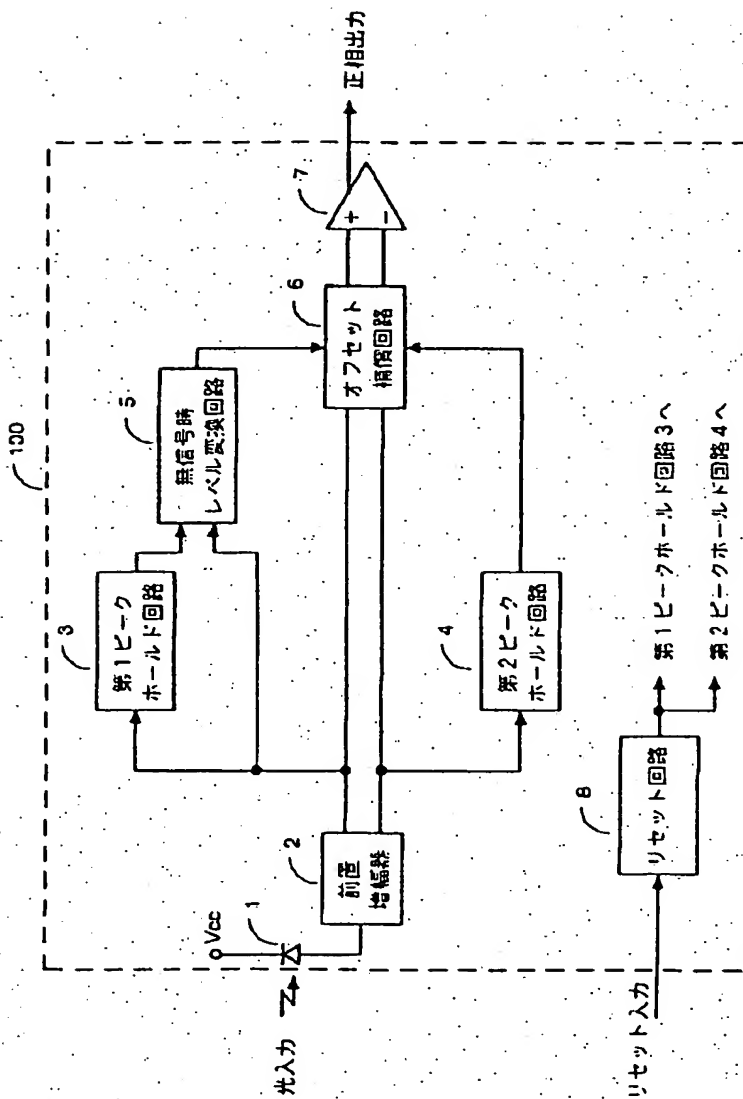 100
光入力
Vcc
1
前置
増幅器
2
第1ピーク
ホールド回路
3
無信号時
レベル変換回路
5
オフセット
補償回路
6
+
−
7
正相出力
第2ピーク
ホールド回路
4
リセット入力
リセット回路
8
第1ピークホールド回路3へ
第2ピークホールド回路4へ